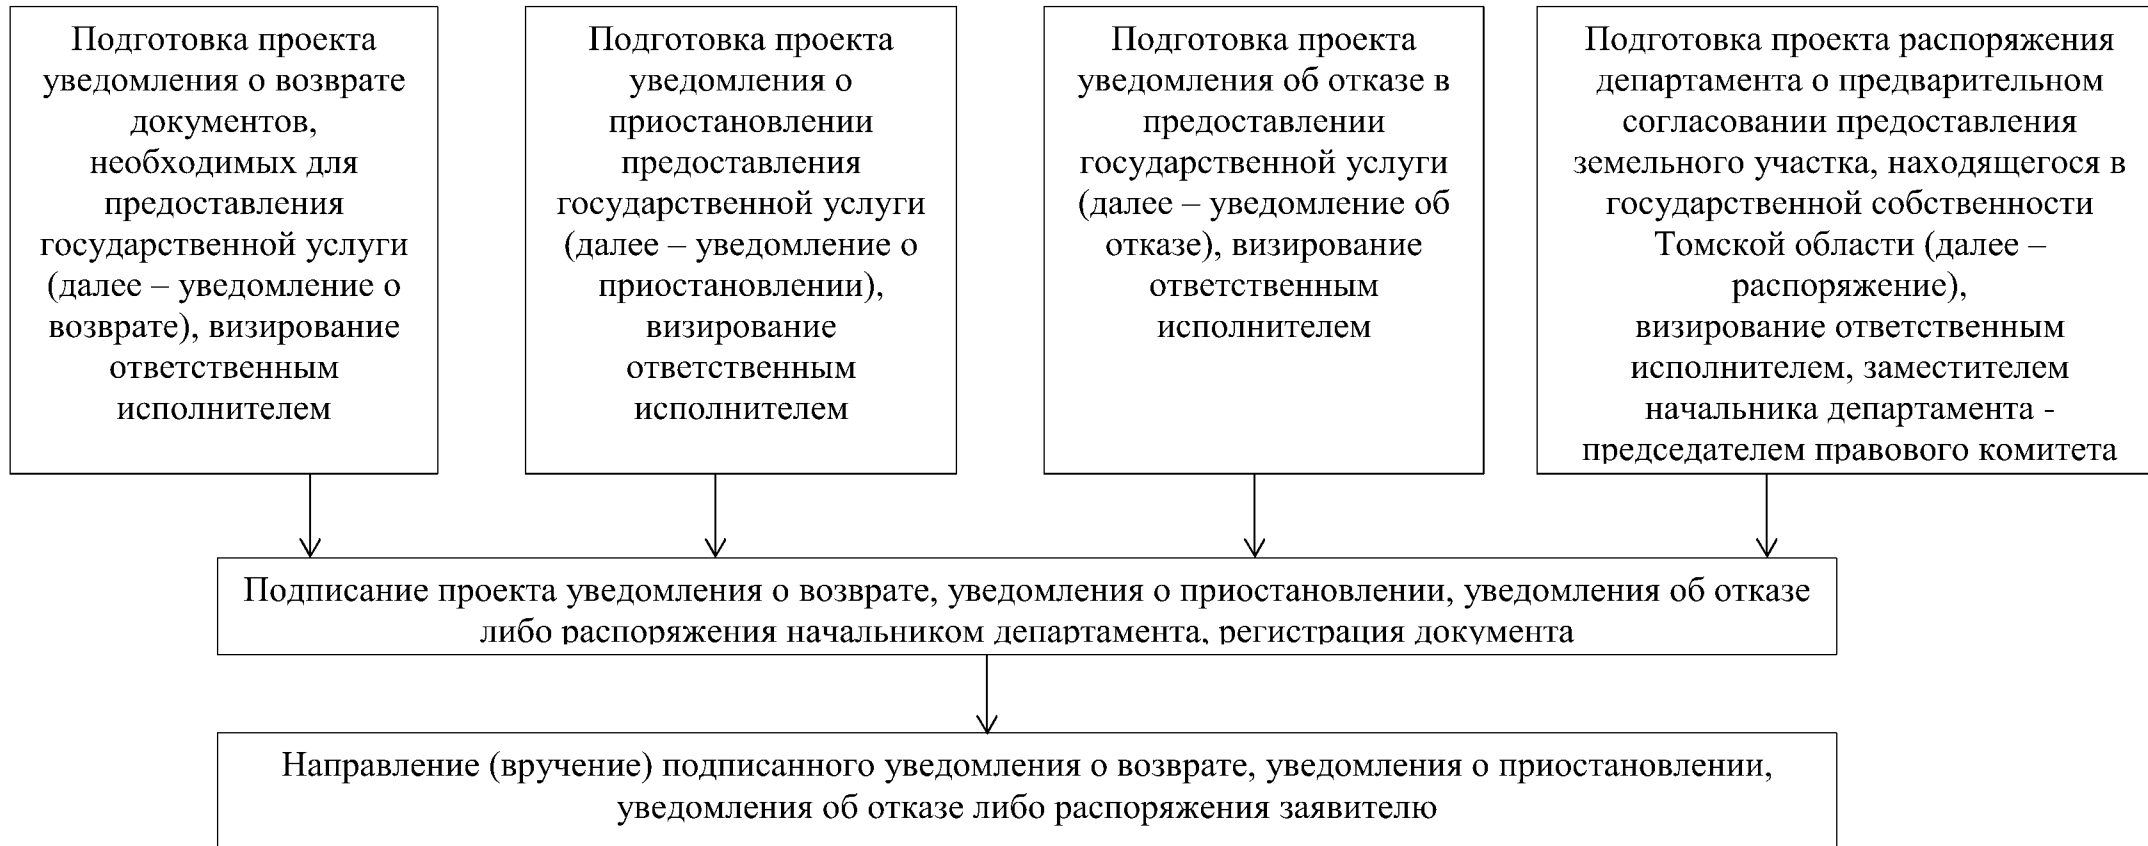 Подготовка проекта
уведомления о возврате
документов,
необходимых для
предоставления
государственной услуги
(далее – уведомление о
возврате), визирование
ответственным
исполнителем
Подготовка проекта
уведомления о
приостановлении
предоставления
государственной услуги
(далее – уведомление о
приостановлении),
визирование
ответственным
исполнителем
Подготовка проекта
уведомления об отказе в
предоставлении
государственной услуги
(далее – уведомление об
отказе), визирование
ответственным
исполнителем
Подготовка проекта распоряжения
департамента о предварительном
согласовании предоставления
земельного участка, находящегося в
государственной собственности
Томской области (далее –
распоряжение),
визирование ответственным
исполнителем, заместителем
начальника департамента -
председателем правового комитета
Подписание проекта уведомления о возврате, уведомления о приостановлении, уведомления об отказе
либо распоряжения начальником департамента, регистрация документа
Направление (вручение) подписанного уведомления о возврате, уведомления о приостановлении,
уведомления об отказе либо распоряжения заявителю